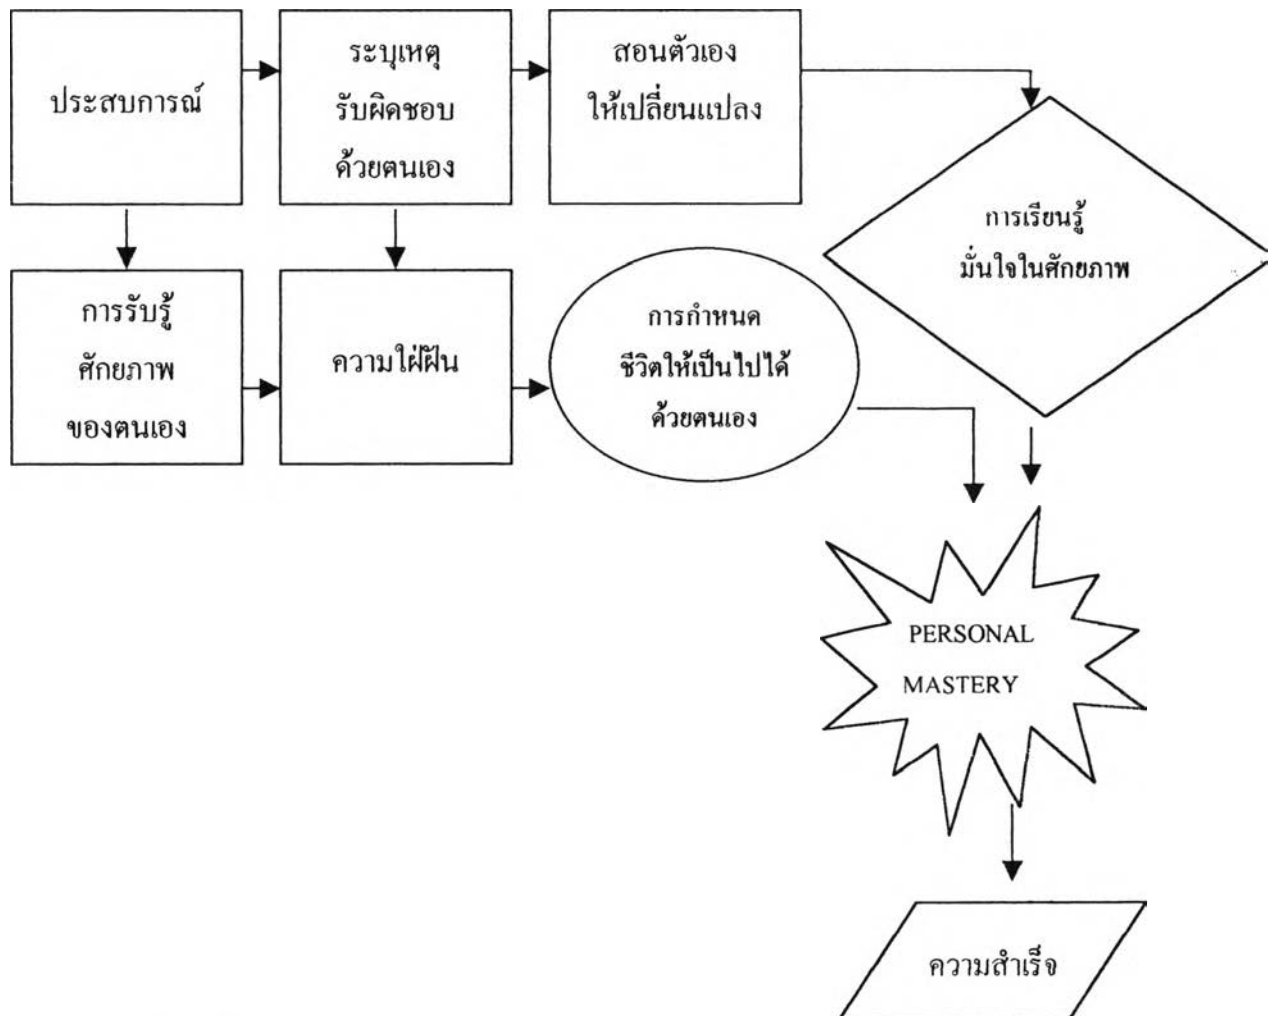 ประสบการณ์
ระบุเหตุ
รับผิดชอบ
ด้วยตนเอง
สอนตัวเอง
ให้เปลี่ยนแปลง
การเรียนรู้
มั่นใจในศักยภาพ
การรับรู้
ศักยภาพ
ของตนเอง
ความใฝ่ฝัน
การกำหนด
ชีวิตให้เป็นไปได้
ด้วยตนเอง
PERSONAL
MASTERY
ความสำเร็จ